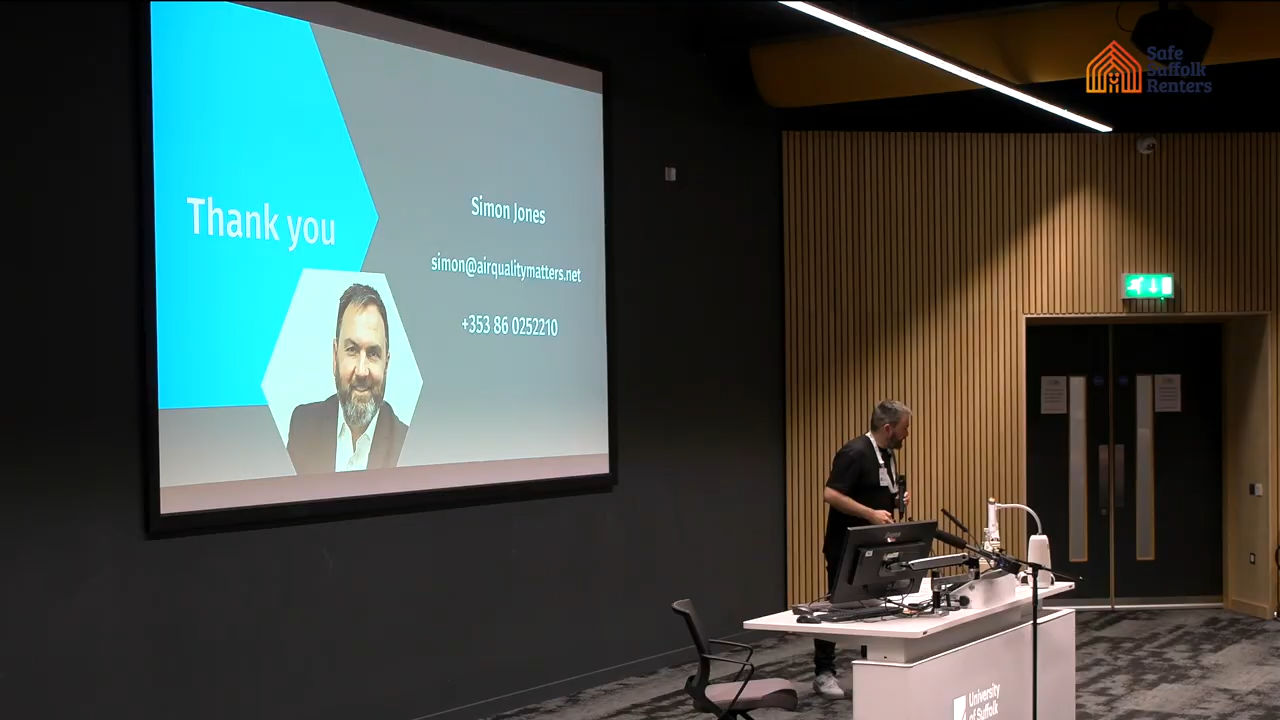 Thank you
Simon Jones
simon@airqualitymatters.net
+353 86 0252210
Safe
Suffolk
Renters
University
of Suffolk